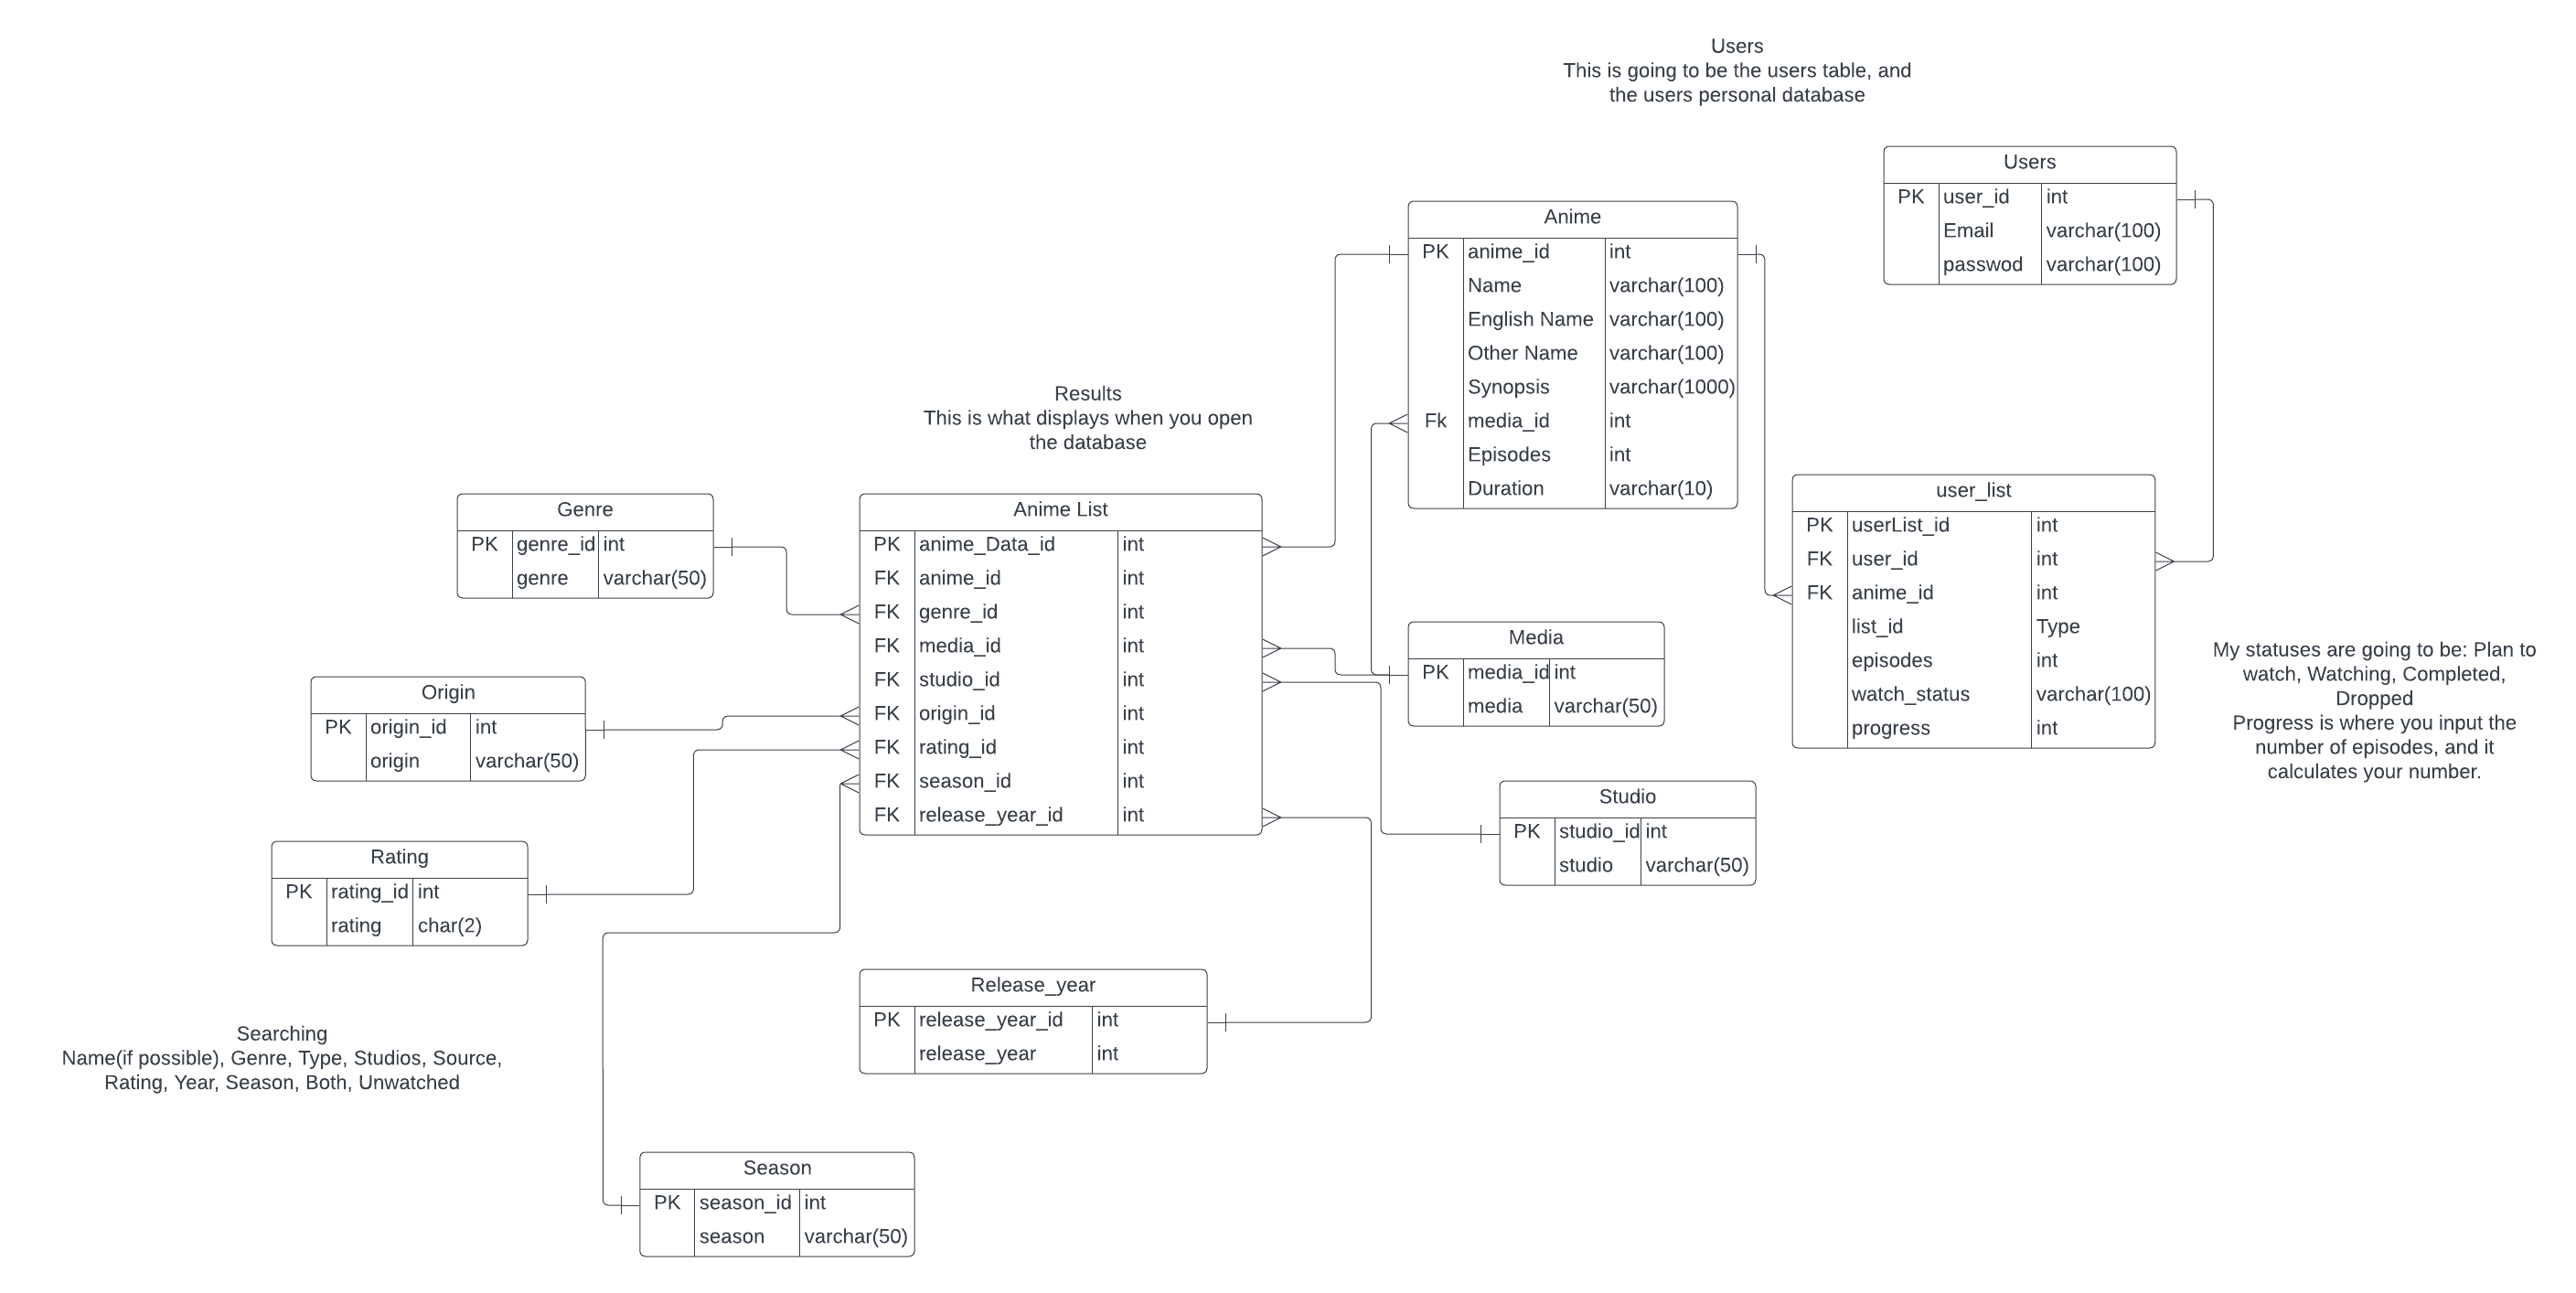 Users
This is going to be the users table, and
the users personal database
Users
PK user_id int
Email varchar(100)
passwod varchar(100)
Anime
PK anime_id int
Name varchar(100)
English Name varchar(100)
Other Name varchar(100)
Synopsis varchar(1000)
Fk media_id int
Episodes int
Duration varchar(10)
Results
This is what displays when you open
the database
Genre
PK genre_id int
genre varchar(50)
Anime List
PK anime_Data_id int
FK anime_id int
FK genre_id int
FK media_id int
FK studio_id int
FK origin_id int
FK rating_id int
FK season_id int
FK release_year_id int
user_list
PK userList_id int
FK user_id int
FK anime_id int
list_id Type
episodes int
watch_status varchar(100)
progress int
Media
PK media_id int
media varchar(50)
My statuses are going to be: Plan to
watch, Watching, Completed,
Dropped
Progress is where you input the
number of episodes, and it
calculates your number.
Origin
PK origin_id int
origin varchar(50)
Studio
PK studio_id int
studio varchar(50)
Rating
PK rating_id int
rating char(2)
Release_year
PK release_year_id int
release_year int
Searching
Name(if possible), Genre, Type, Studios, Source,
Rating, Year, Season, Both, Unwatched
Season
PK season_id int
season varchar(50)